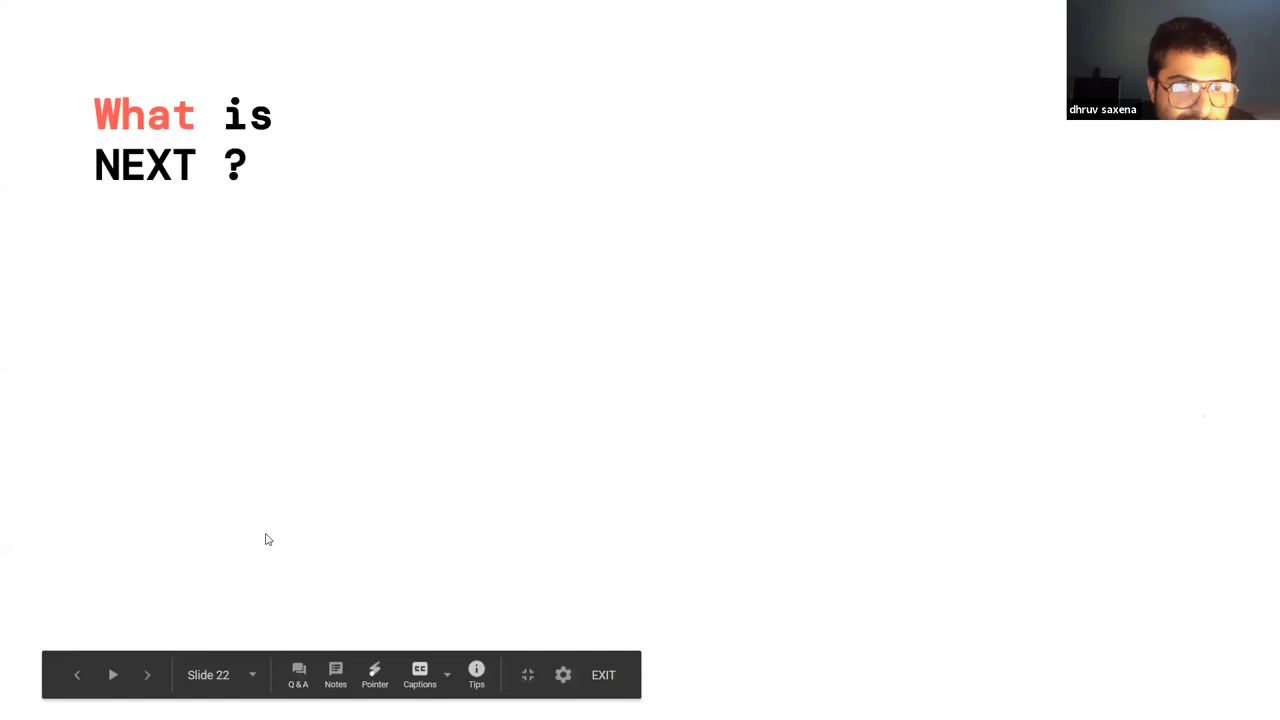 dhruv saxena
What is
NEXT ?
Slide 22
Q & A
Notes
Pointer
Captions
Tips
EXIT